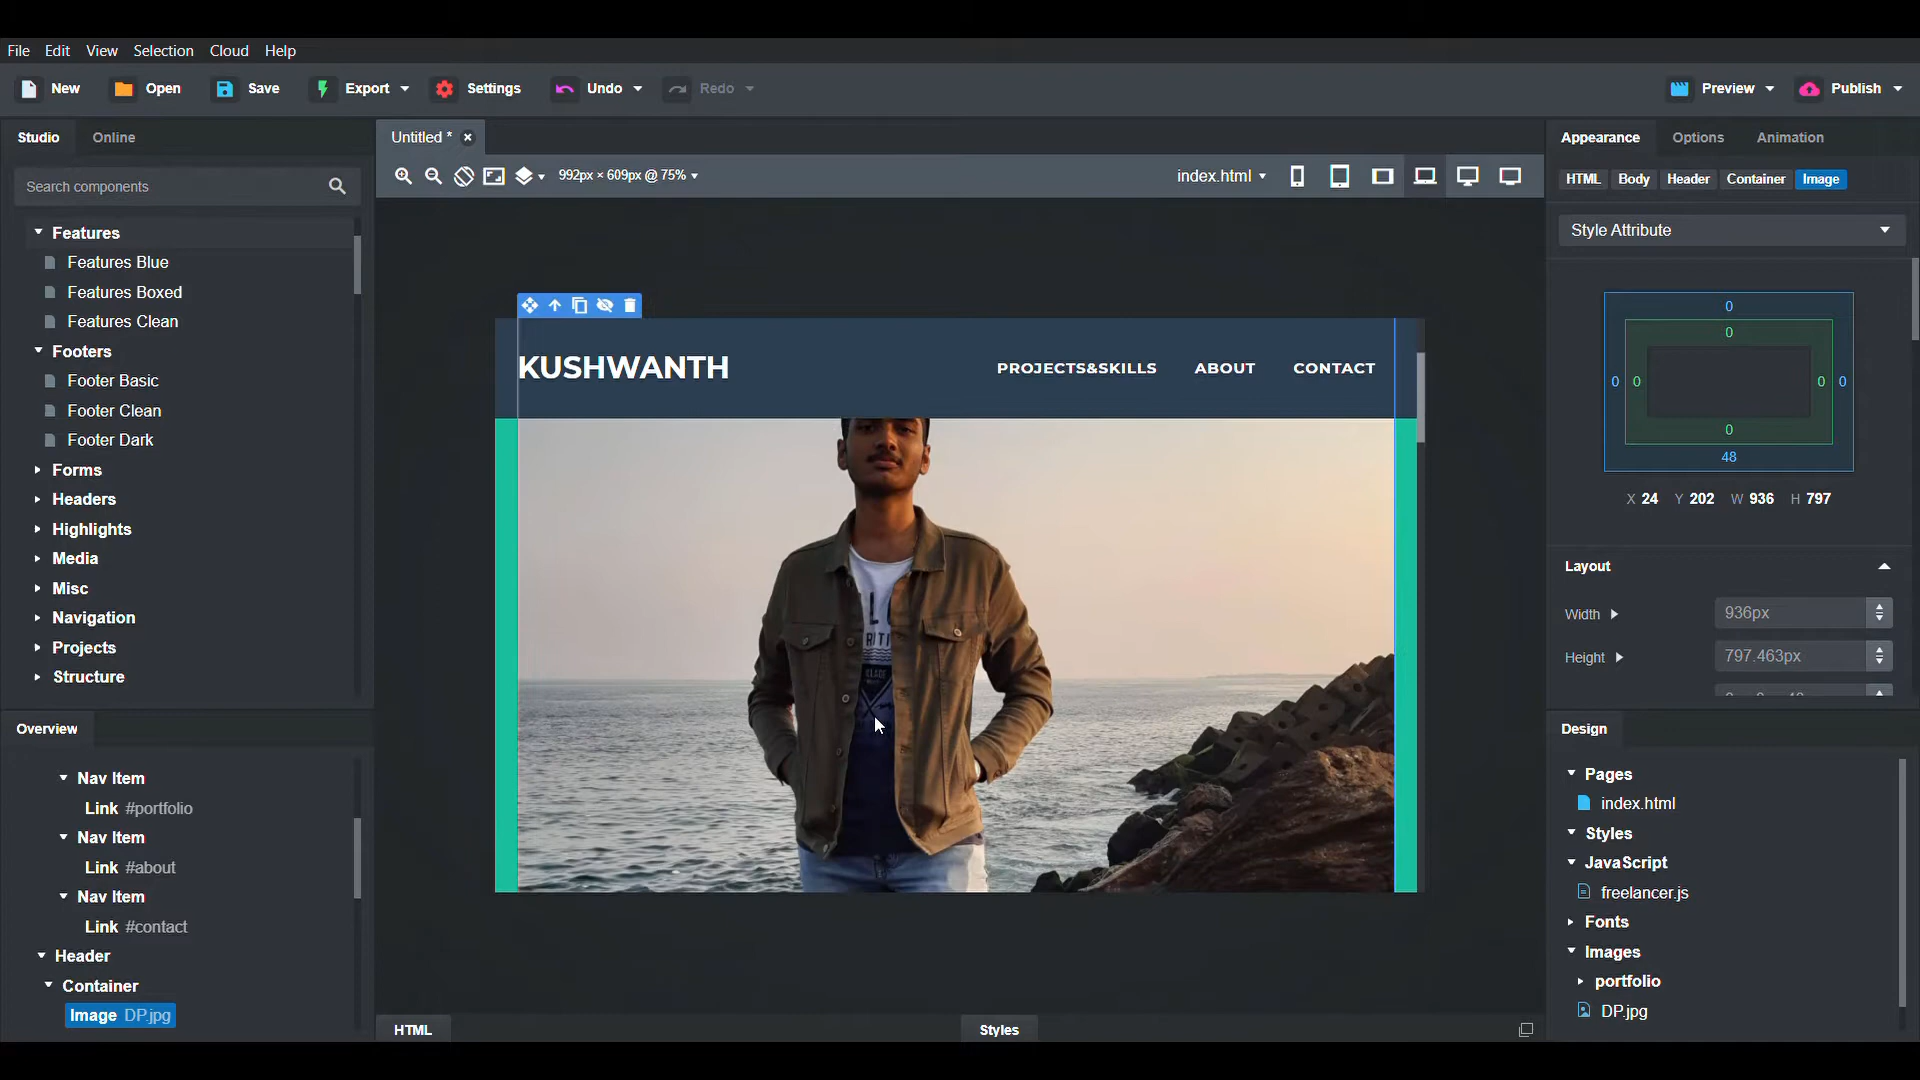 File Edit View Selection Cloud Help
New Open Save Export Settings Undo Redo Preview Publish
Studio Online
Search components
Features
Features Blue
Features Boxed
Features Clean
Footers
Footer Basic
Footer Clean
Footer Dark
Forms
Headers
Highlights
Media
Misc
Navigation
Projects
Structure
Overview
Nav Item
Link #portfolio
Nav Item
Link #about
Nav Item
Link #contact
Header
Container
Image DP.jpg
Untitled *
992px × 609px @ 75%
index.html
KUSHWANTH
PROJECTS&SKILLS ABOUT CONTACT
HTML
Styles
Appearance Options Animation
HTML Body Header Container Image
Style Attribute
0
0
0 0 0 0
0
48
X 24 Y 202 W 936 H 797
Layout
Width 936px
Height 797.463px
Design
Pages
index.html
Styles
JavaScript
freelancer.js
Fonts
Images
portfolio
DP.jpg